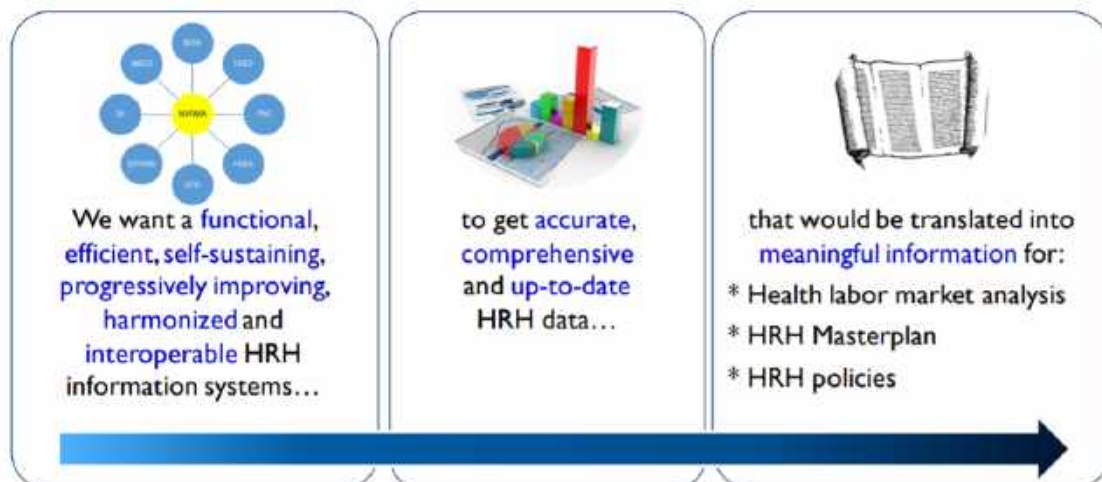 NHWA
We want a functional,
efficient, self-sustaining,
progressively improving,
harmonized and
interoperable HRH
information systems…
to get accurate,
comprehensive
and up-to-date
HRH data…
that would be translated into
meaningful information for:
* Health labor market analysis
* HRH Masterplan
* HRH policies